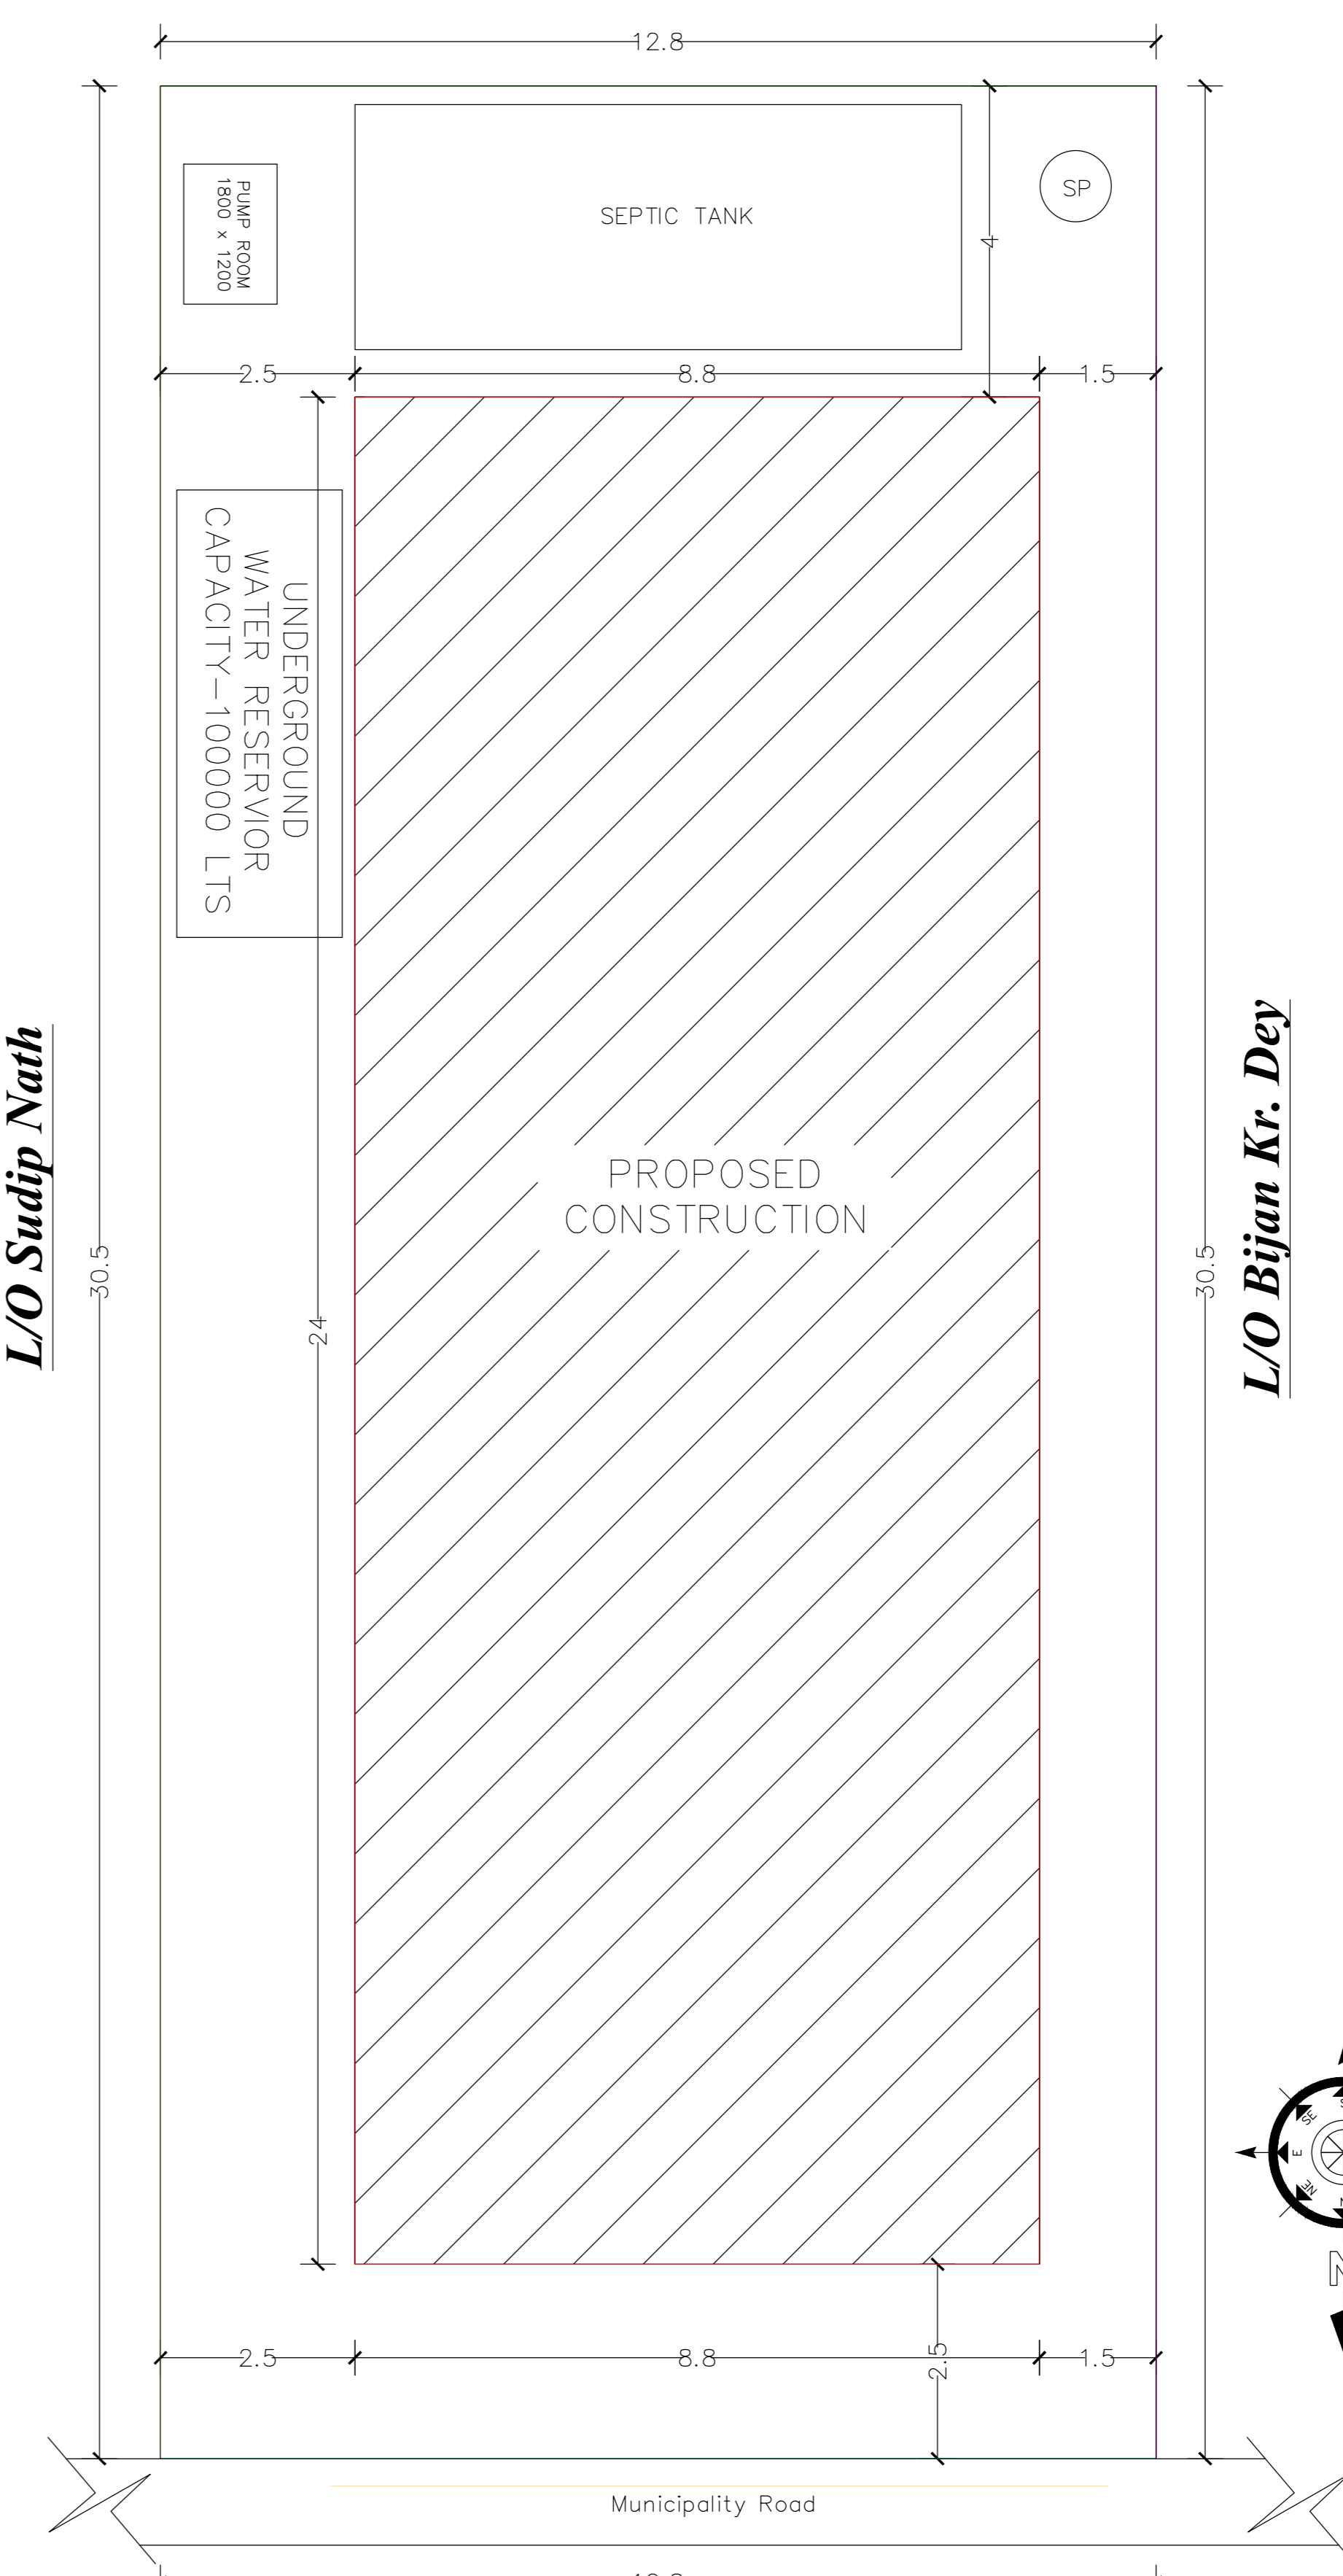 12.8
SEPTIC TANK
SP
PUMP ROOM
1800 x 1200
4
2.5
8.8
1.5
UNDERGROUND
WATER RESERVIOR
CAPACITY-100000 LTS
L/O Sudip Nath
30.5
24
PROPOSED
CONSTRUCTION
30.5
L/O Bijan Kr. Dey
SE
E
NE
2.5
8.8
2.5
1.5
Municipality Road